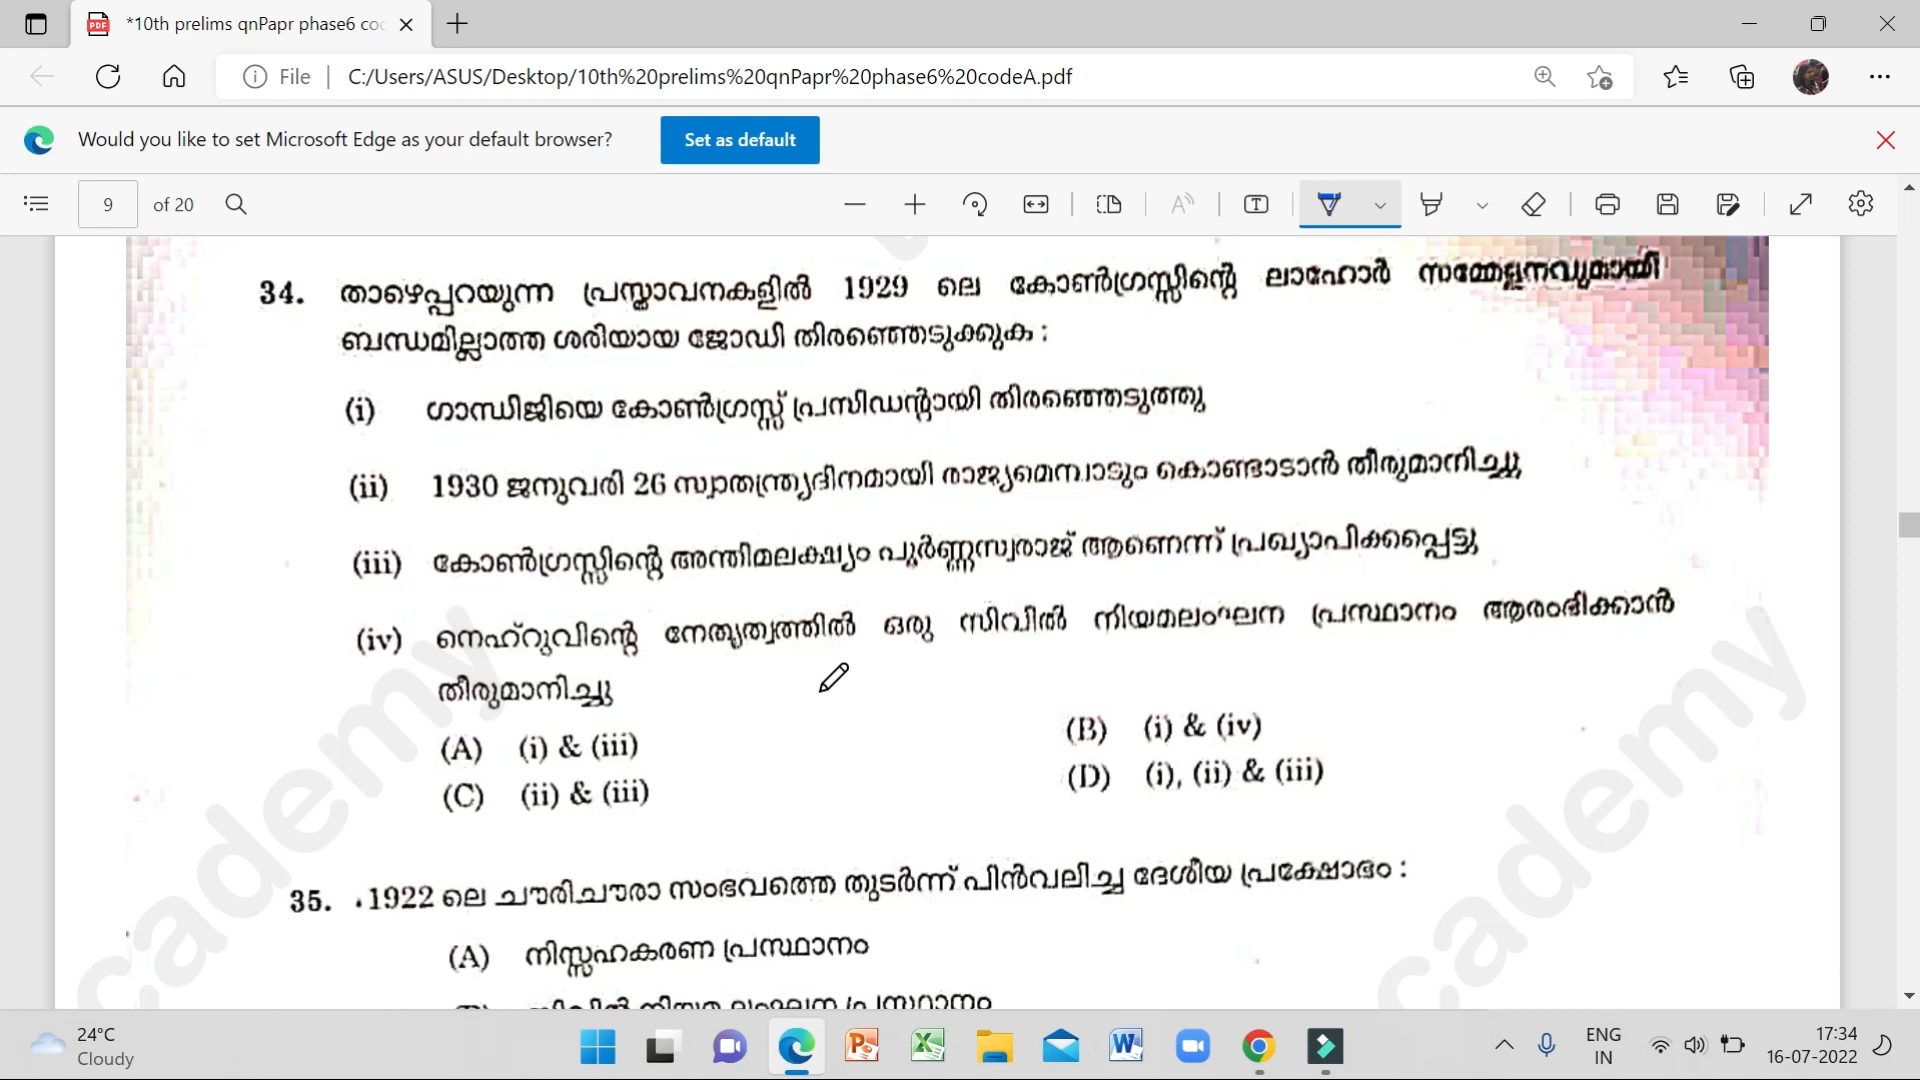 *10th prelims qnPapr phase6 coc
File C:/Users/ASUS/Desktop/10th%20prelims%20qnPapr%20phase6%20codeA.pdf
Would you like to set Microsoft Edge as your default browser? Set as default
9 of 20
34. താഴെപ്പറയുന്ന പ്രസ്താവനകളിൽ 1929 ലെ കോൺഗ്രസ്സിന്റെ ലാഹോർ സമ്മേളനവുമായി
ബന്ധമില്ലാത്ത ശരിയായ ജോഡി തിരഞ്ഞെടുക്കുക :
(i) ഗാന്ധിജിയെ കോൺഗ്രസ്സ് പ്രസിഡന്റായി തിരഞ്ഞെടുത്തു
(ii) 1930 ജനുവരി 26 സ്വാതന്ത്ര്യദിനമായി രാജ്യമെമ്പാടും കൊണ്ടാടാൻ തീരുമാനിച്ചു
(iii) കോൺഗ്രസ്സിന്റെ അന്തിമലക്ഷ്യം പൂർണ്ണസ്വരാജ് ആണെന്ന് പ്രഖ്യാപിക്കപ്പെട്ടു
(iv) നെഹ്റുവിന്റെ നേതൃത്വത്തിൽ ഒരു സിവിൽ നിയമലംഘന പ്രസ്ഥാനം ആരംഭിക്കാൻ
തീരുമാനിച്ചു
(A) (i) & (iii) (B) (i) & (iv)
(C) (ii) & (iii) (D) (i), (ii) & (iii)
35. 1922 ലെ ചൗരിചൗരാ സംഭവത്തെ തുടർന്ന് പിൻവലിച്ച ദേശീയ പ്രക്ഷോഭം :
(A) നിസ്സഹകരണ പ്രസ്ഥാനം
cademy cademy
24°C
Cloudy
ENG
IN
17:34
16-07-2022